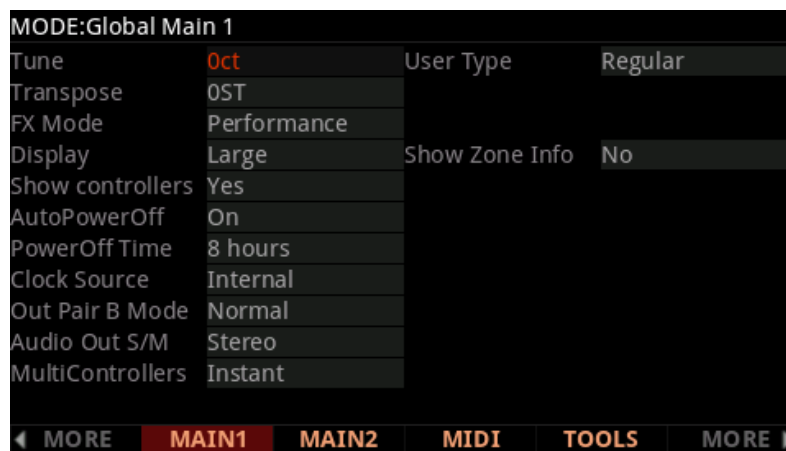 MODE:Global Main 1
Tune 0ct User Type Regular
Transpose 0ST
FX Mode Performance
Display Large Show Zone Info No
Show controllers Yes
AutoPowerOff On
PowerOff Time 8 hours
Clock Source Internal
Out Pair B Mode Normal
Audio Out S/M Stereo
MultiControllers Instant
MORE MAIN1 MAIN2 MIDI TOOLS MORE